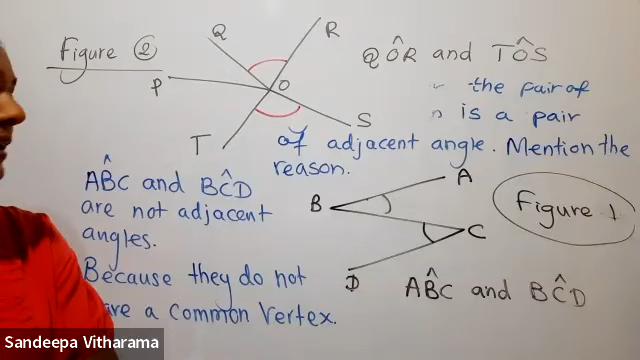 Figure ②
Q
R
P
O
T
S
QÔR and TÔS
the pair of
is a pair
of adjacent angle. Mention the
reason.
AB̂C and BĈD
are not adjacent
angles.
Because they do not
are a common vertex.
A
B
C
D
Figure 1
AB̂C and BĈD
Sandeepa Vitharama